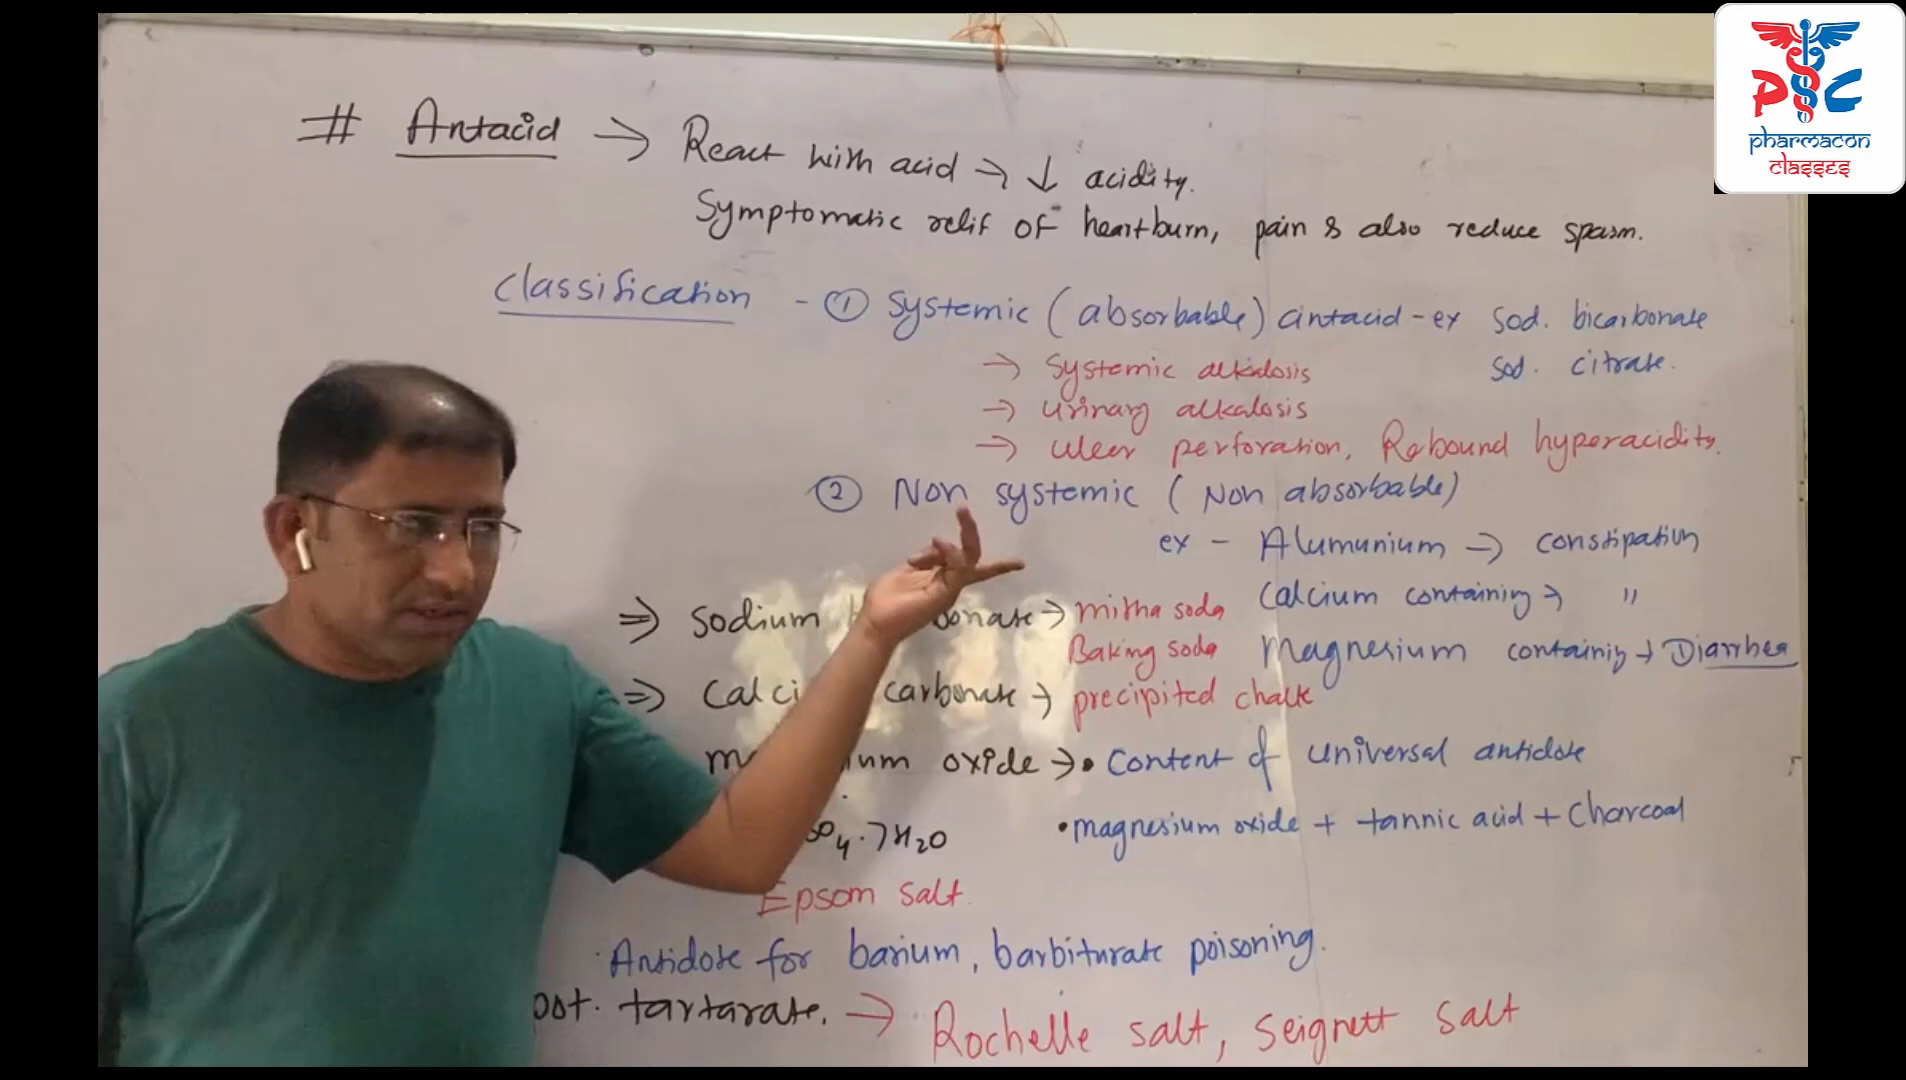 # Antacid → React with acid → ↓ acidity.
Symptomatic relif of heartburn, pain & also reduce spasm.
Classification - ① Systemic (absorbable) antacid - ex Sod. bicarbonate
Sod. citrate.
→ Systemic alkalosis
→ Urinary alkalosis
→ Ulcer perforation, Rebound hyperacidity.
② Non systemic (Non absorbable)
ex - Alumunium → constipation
Calcium containing → "
Magnesium containing → Diarrhea
⇒ Sodium → mitha soda
Baking soda
⇒ carbonate → precipited chalk
oxide → • Content of universal antidote
• magnesium oxide + tannic acid + Charcoal
SO4.7H2O
Epsom salt.
Antidote for barium, barbiturate poisoning.
pot. tartarate. → Rochelle salt, Seignett salt
PC
pharmacon
classes